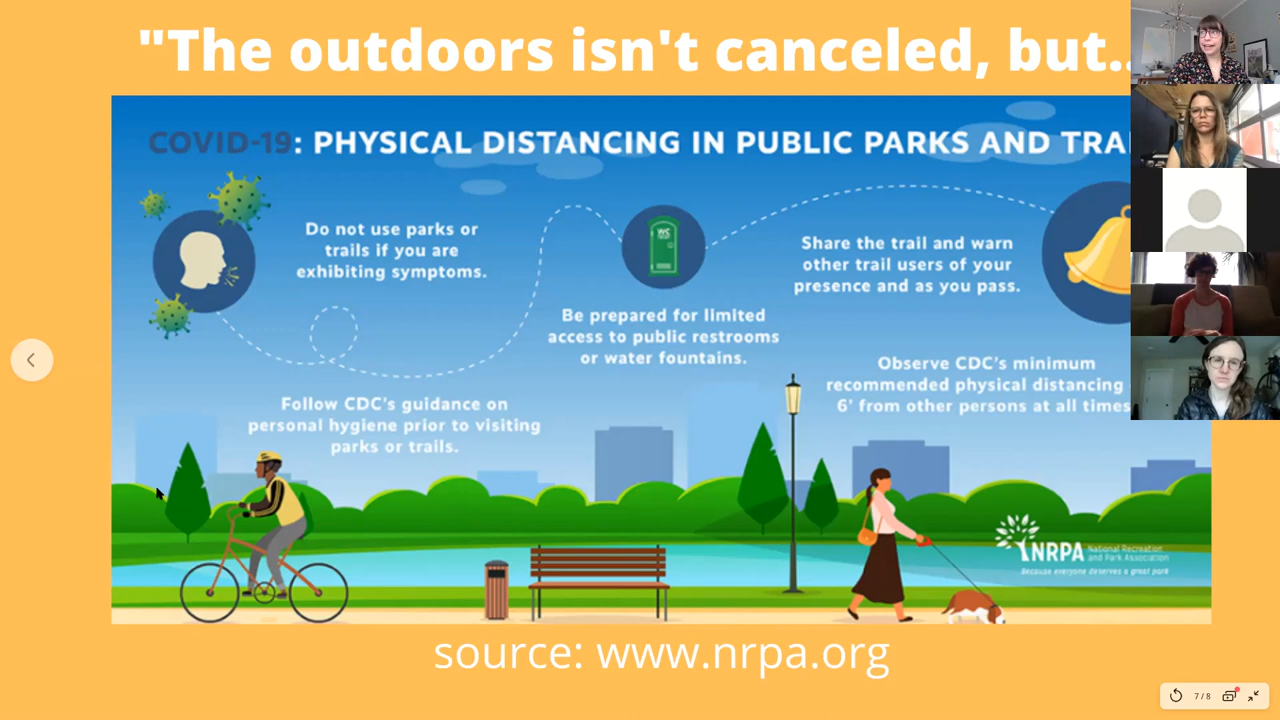 "The outdoors isn't canceled, but..
COVID-19: PHYSICAL DISTANCING IN PUBLIC PARKS AND TRA
Do not use parks or
trails if you are
exhibiting symptoms.
WC
Share the trail and warn
other trail users of your
presence and as you pass.
Be prepared for limited
access to public restrooms
or water fountains.
Observe CDC's minimum
recommended physical distancing
6' from other persons at all times
Follow CDC's guidance on
personal hygiene prior to visiting
parks or trails.
NRPA National Recreation
and Park Association
Because everyone deserves a great park
source: www.nrpa.org
7/8